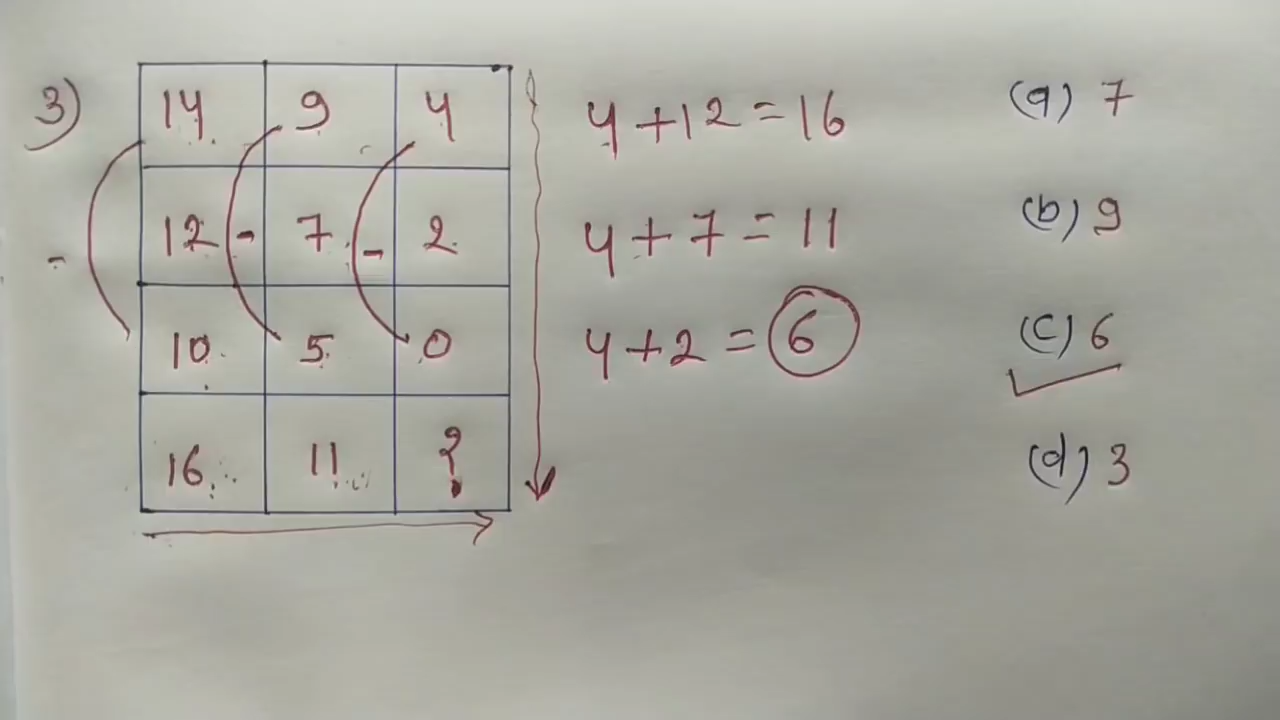 3)
14 9 4
12 - 7 - 2
- 10 5 0
16 11 ?
4 + 12 = 16
4 + 7 = 11
4 + 2 = 6
(a) 7
(b) 9
(c) 6
(d) 3